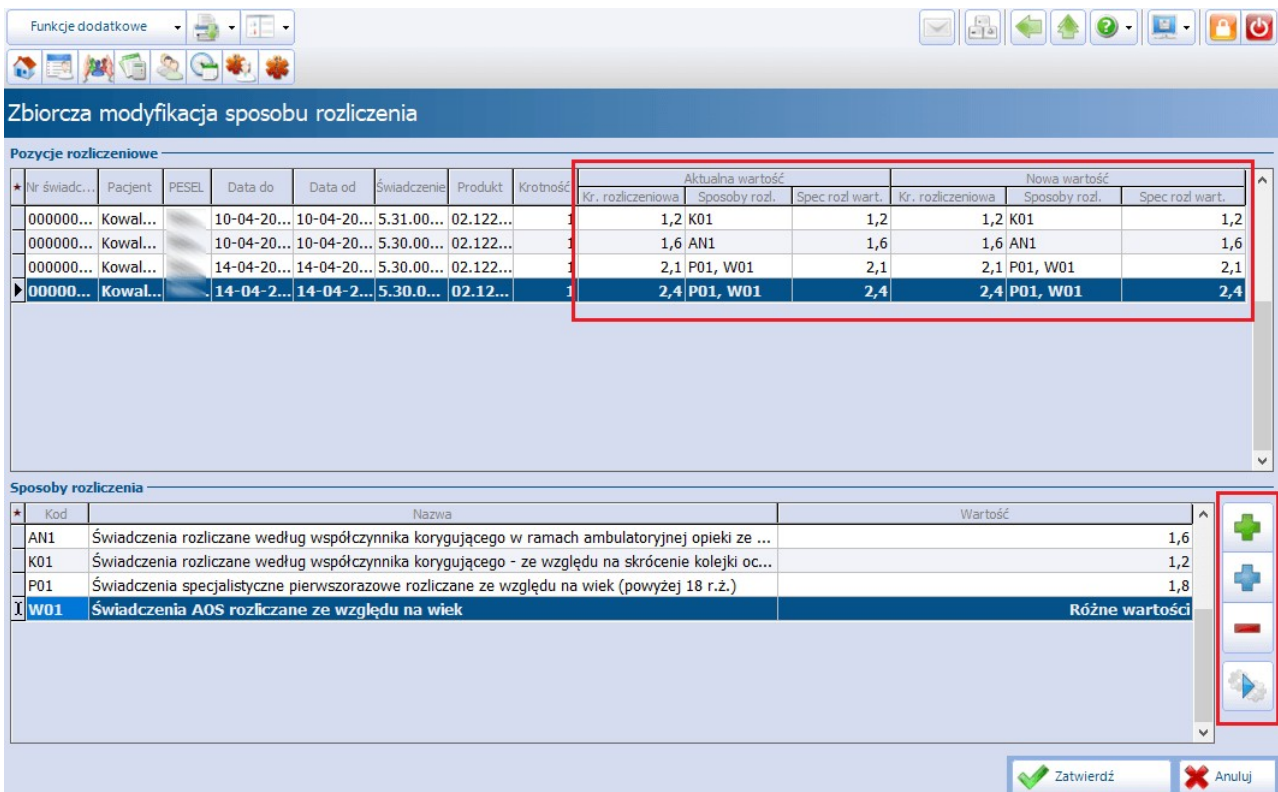 Funkcje dodatkowe
Zbiorcza modyfikacja sposobu rozliczenia
Pozycje rozliczeniowe
Nr świadc... Pacjent PESEL Data do Data od Świadczenie Produkt Krotność Aktualna wartość Nowa wartość
Kr. rozliczeniowa Sposoby rozl. Spec rozl wart. Kr. rozliczeniowa Sposoby rozl. Spec rozl wart.
000000... Kowal... 10-04-20... 10-04-20... 5.31.00... 02.122... 1 1,2 K01 1,2 1,2 K01 1,2
000000... Kowal... 10-04-20... 10-04-20... 5.30.00... 02.122... 1 1,6 AN1 1,6 1,6 AN1 1,6
000000... Kowal... 14-04-20... 14-04-20... 5.30.00... 02.122... 1 2,1 P01, W01 2,1 2,1 P01, W01 2,1
00000... Kowal... . 14-04-2... 14-04-2... 5.30.0... 02.12... 1 2,4 P01, W01 2,4 2,4 P01, W01 2,4
Sposoby rozliczenia
Kod Nazwa Wartość
AN1 Świadczenia rozliczane według współczynnika korygującego w ramach ambulatoryjnej opieki ze ... 1,6
K01 Świadczenia rozliczane według współczynnika korygującego - ze względu na skrócenie kolejki oc... 1,2
P01 Świadczenia specjalistyczne pierwszorazowe rozliczane ze względu na wiek (powyżej 18 r.ż.) 1,8
W01 Świadczenia AOS rozliczane ze względu na wiek Różne wartości
Zatwierdź Anuluj